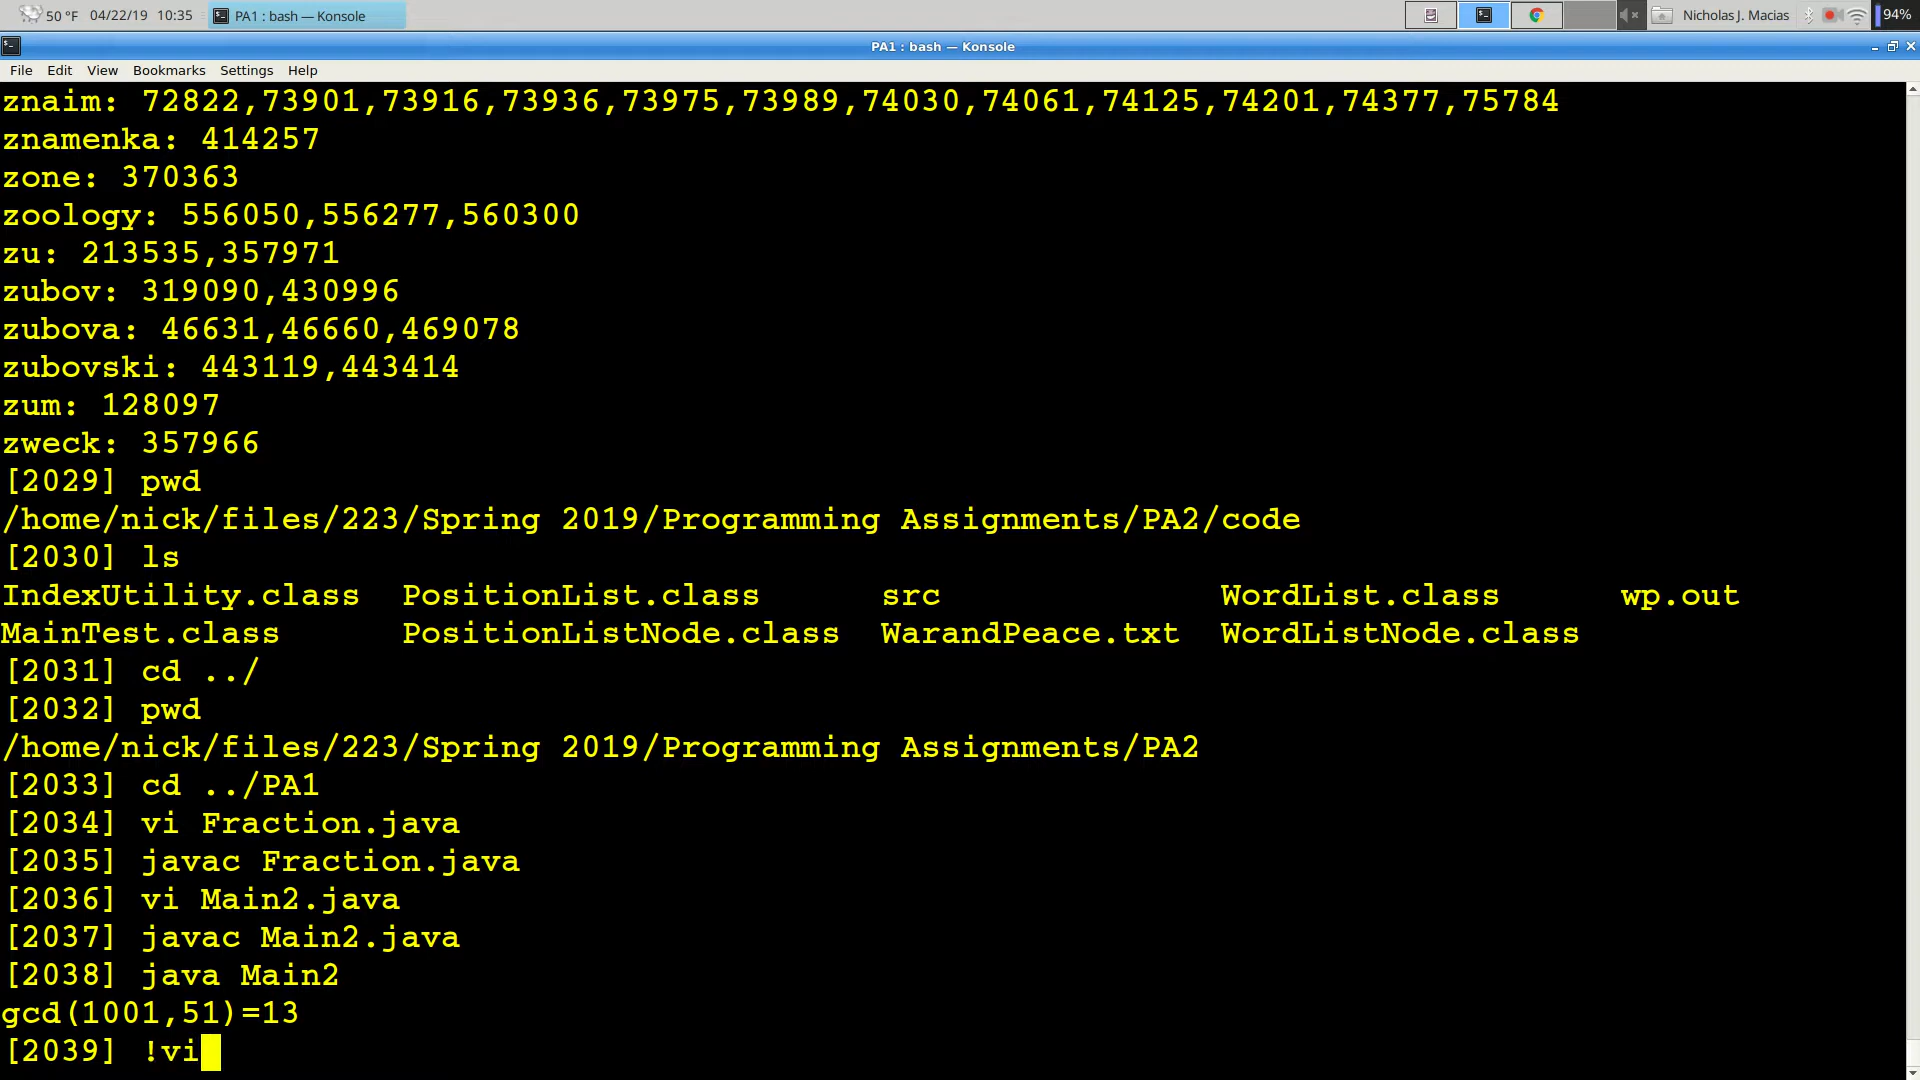 50 °F 04/22/19 10:35 PA1 : bash — Konsole Nicholas J. Macias 94%
PA1 : bash — Konsole
File Edit View Bookmarks Settings Help
znaim: 72822,73901,73916,73936,73975,73989,74030,74061,74125,74201,74377,75784
znamenka: 414257
zone: 370363
zoology: 556050,556277,560300
zu: 213535,357971
zubov: 319090,430996
zubova: 46631,46660,469078
zubovski: 443119,443414
zum: 128097
zweck: 357966
[2029] pwd
/home/nick/files/223/Spring 2019/Programming Assignments/PA2/code
[2030] ls
IndexUtility.class PositionList.class src WordList.class wp.out
MainTest.class PositionListNode.class WarandPeace.txt WordListNode.class
[2031] cd ../
[2032] pwd
/home/nick/files/223/Spring 2019/Programming Assignments/PA2
[2033] cd ../PA1
[2034] vi Fraction.java
[2035] javac Fraction.java
[2036] vi Main2.java
[2037] javac Main2.java
[2038] java Main2
gcd(1001,51)=13
[2039] !vi